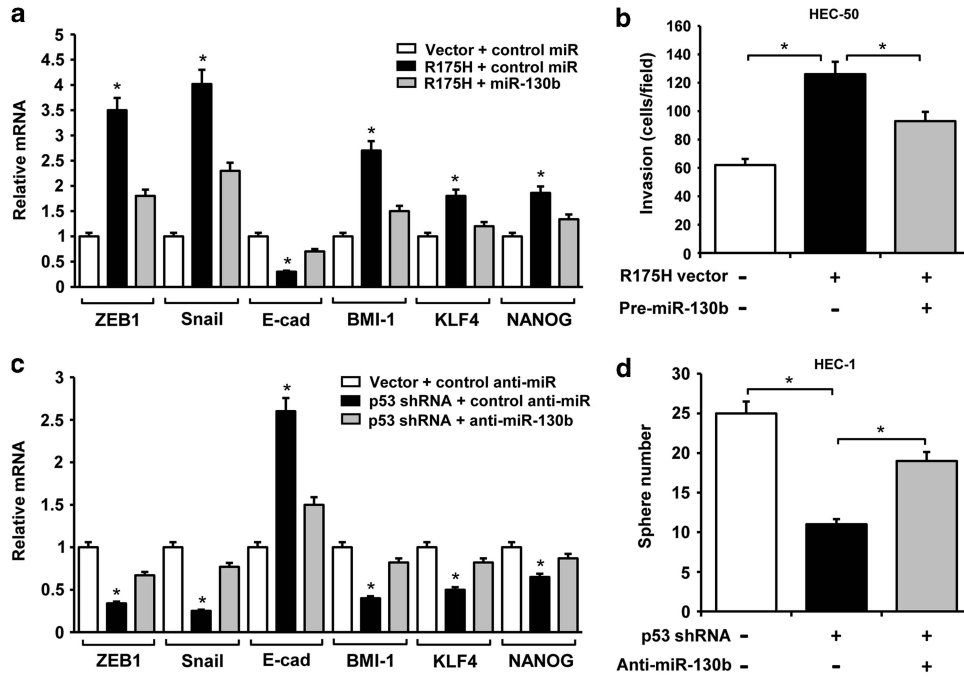 a
Relative mRNA
5
4.5
4
3.5
3
2.5
2
1.5
1
0.5
0
Vector + control miR
R175H + control miR
R175H + miR-130b
* * * * * *
ZEB1 Snail E-cad BMI-1 KLF4 NANOG
b
HEC-50
Invasion (cells/field)
160
140
120
100
80
60
40
20
0
* *
R175H vector - + +
Pre-miR-130b - - +
c
Relative mRNA
3
2.5
2
1.5
1
0.5
0
Vector + control anti-miR
p53 shRNA + control anti-miR
p53 shRNA + anti-miR-130b
* * * * * *
ZEB1 Snail E-cad BMI-1 KLF4 NANOG
d
HEC-1
Sphere number
30
25
20
15
10
5
0
* *
p53 shRNA - + +
Anti-miR-130b - - +